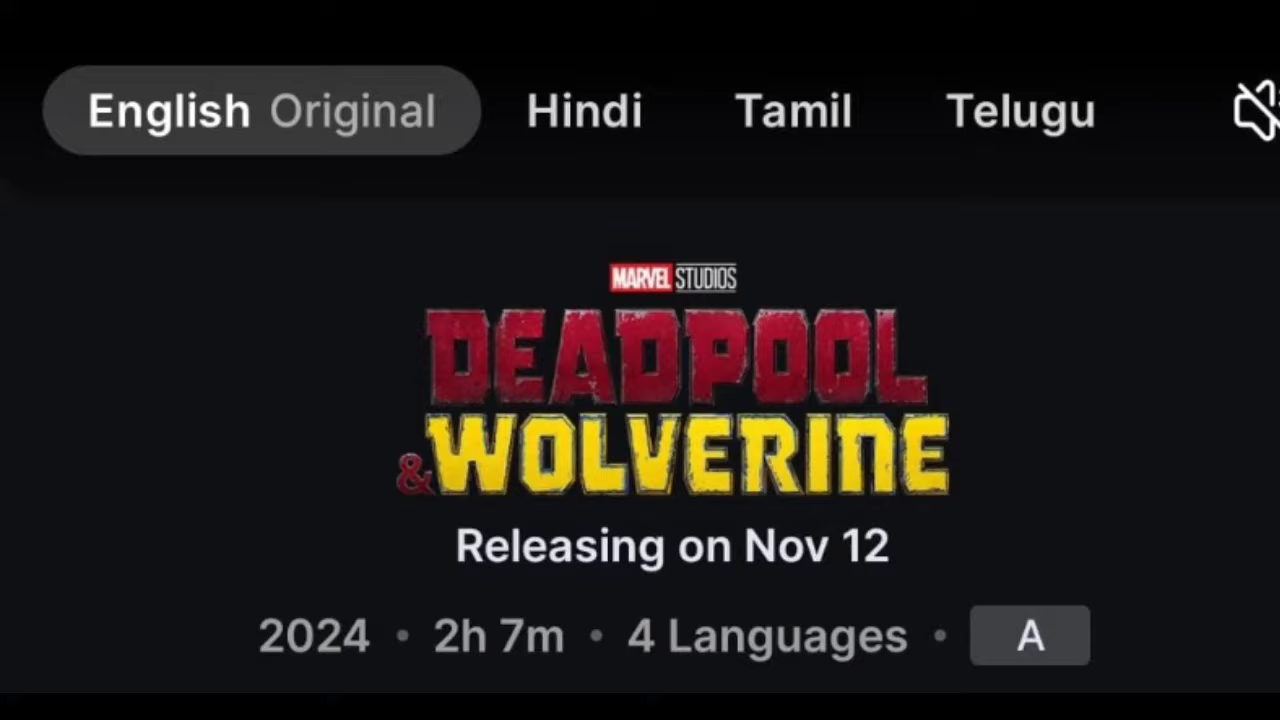 English Original Hindi Tamil Telugu
MARVEL STUDIOS
DEADPOOL
& WOLVERINE
Releasing on Nov 12
2024 • 2h 7m • 4 Languages • A